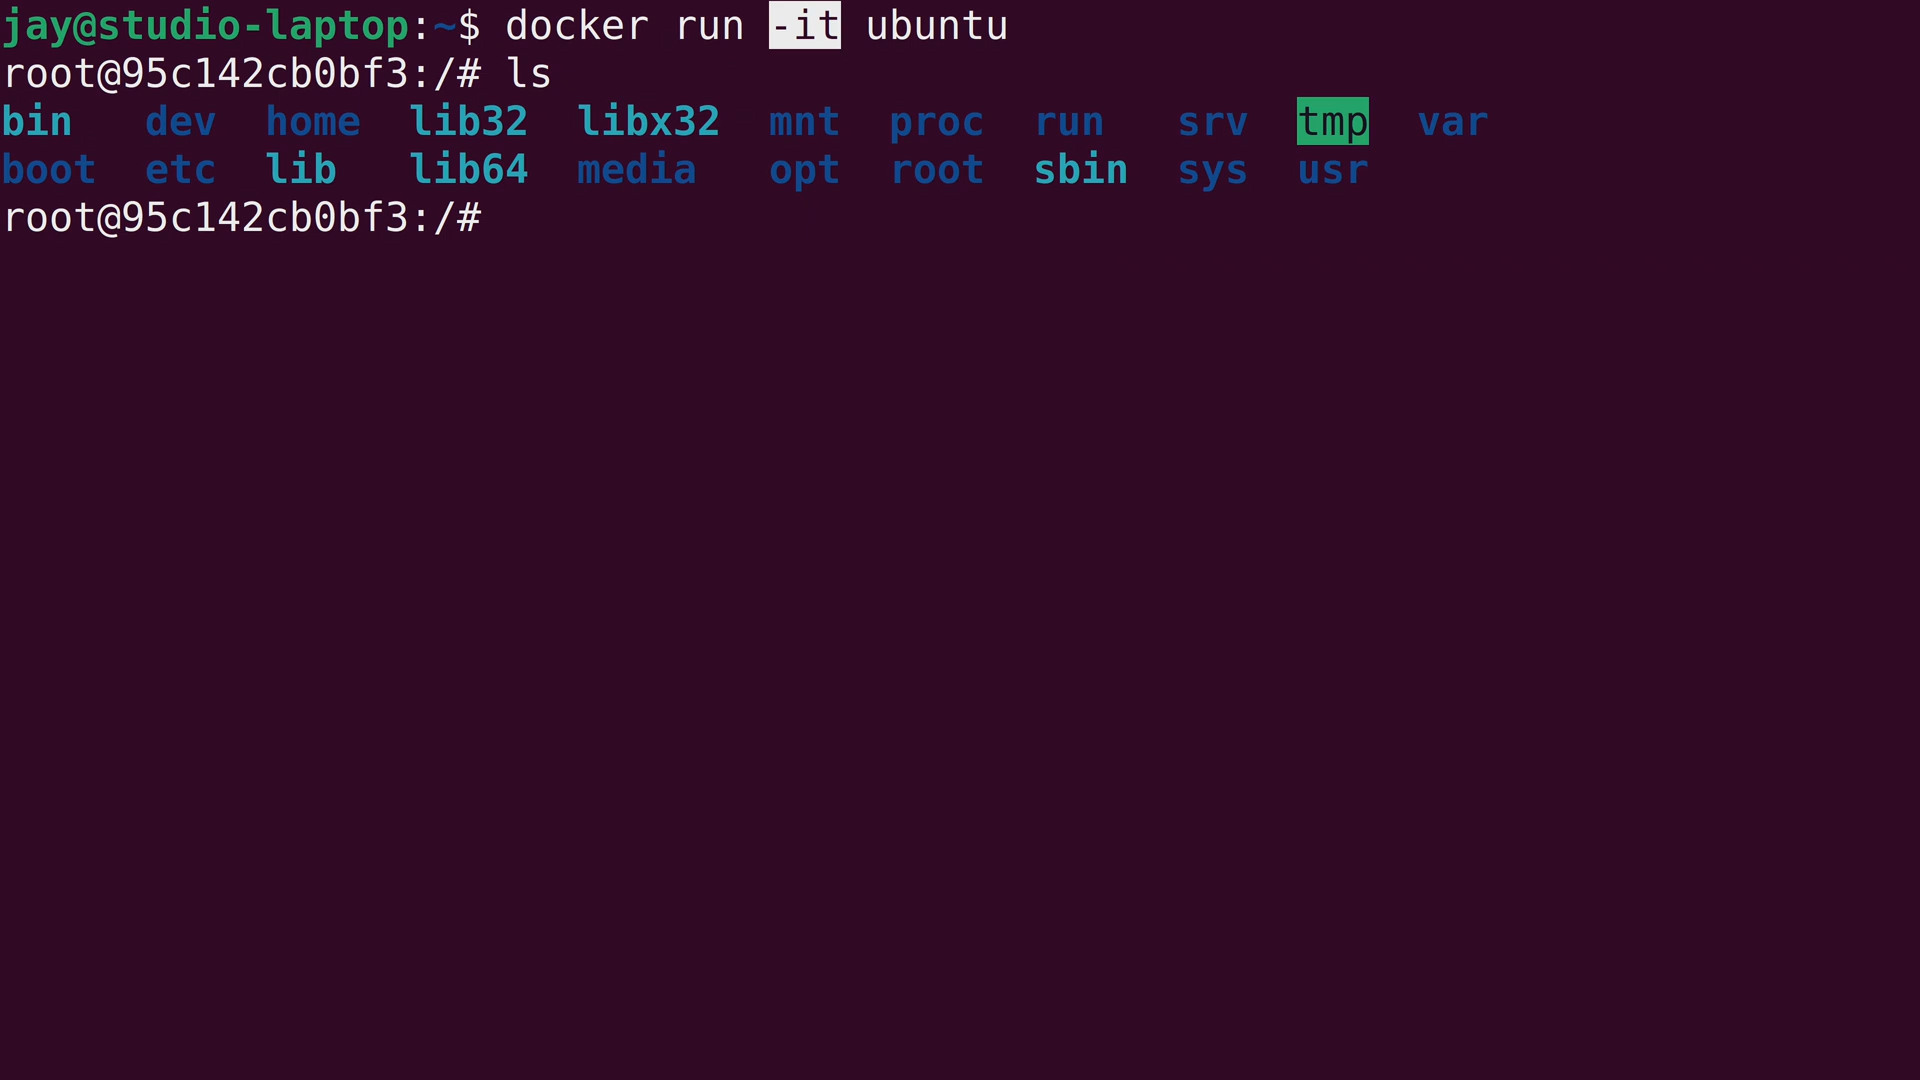 jay@studio-laptop:~$ docker run -it ubuntu
root@95c142cb0bf3:/# ls
bin   dev  home  lib32  libx32  mnt  proc  run   srv  tmp  var
boot  etc  lib   lib64  media   opt  root  sbin  sys  usr
root@95c142cb0bf3:/#